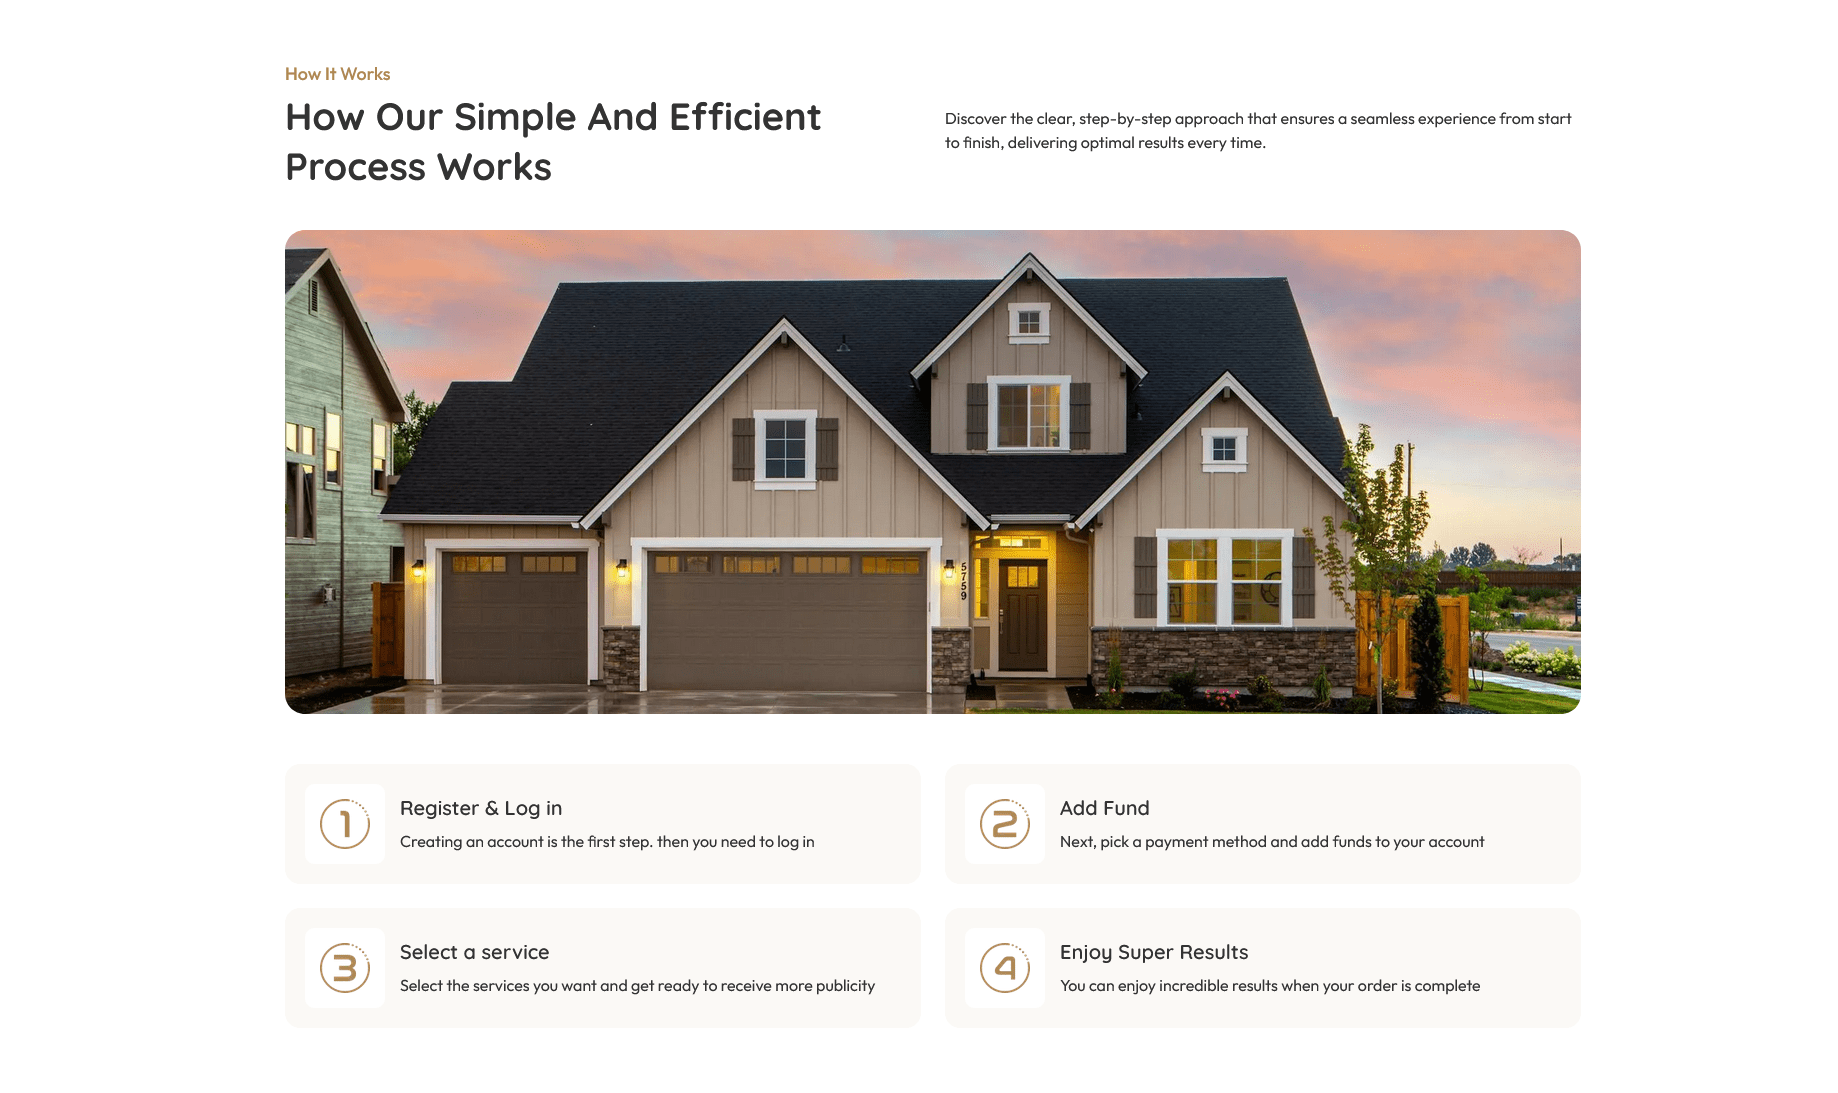 How It Works
How Our Simple And Efficient
Process Works
Discover the clear, step-by-step approach that ensures a seamless experience from start
to finish, delivering optimal results every time.
5759
1
Register & Log in
Creating an account is the first step. then you need to log in
2
Add Fund
Next, pick a payment method and add funds to your account
3
Select a service
Select the services you want and get ready to receive more publicity
4
Enjoy Super Results
You can enjoy incredible results when your order is complete